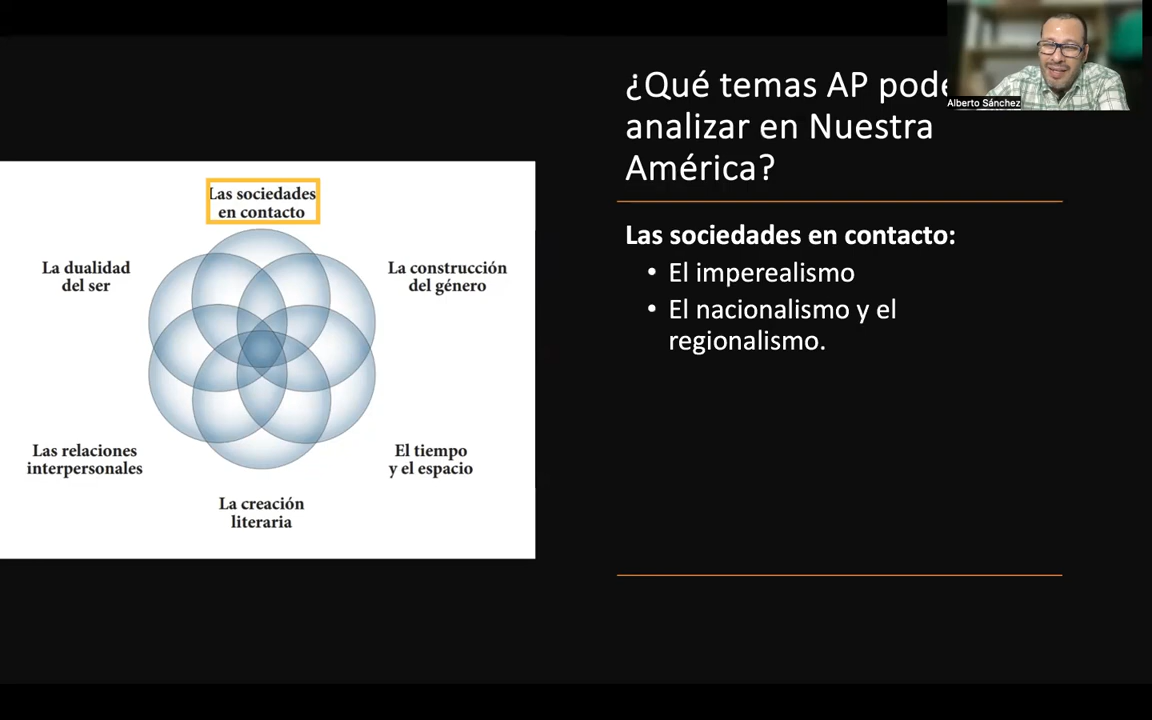 ¿Qué temas AP pode
analizar en Nuestra
América?
Alberto Sánchez
Las sociedades en contacto:
• El imperealismo
• El nacionalismo y el
regionalismo.
Las sociedades
en contacto
La dualidad
del ser
La construcción
del género
Las relaciones
interpersonales
El tiempo
y el espacio
La creación
literaria